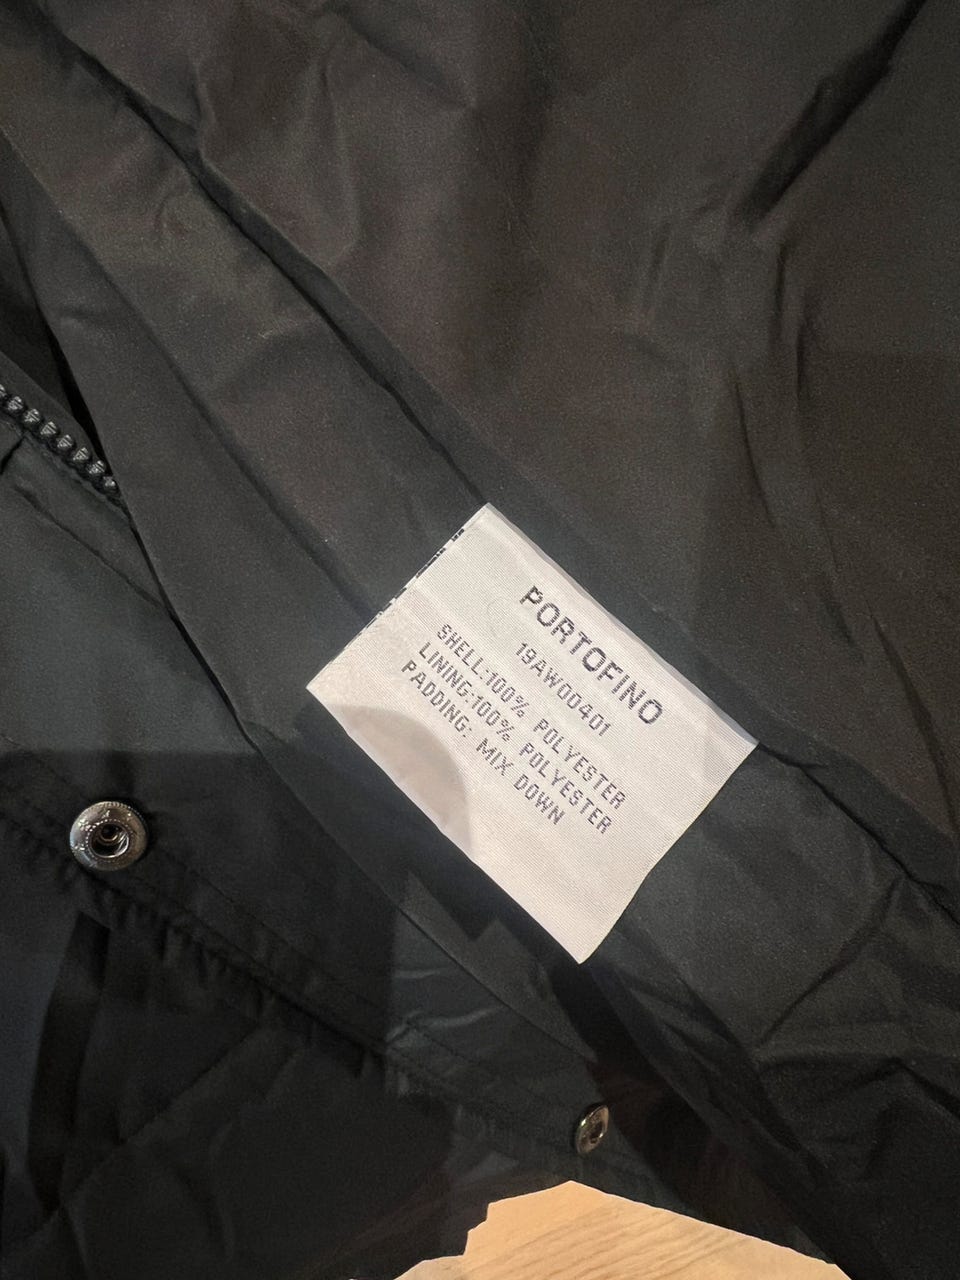 PORTOFINO
19AW00401
SHELL:100% POLYESTER
LINING:100% POLYESTER
PADDING: MIX DOWN